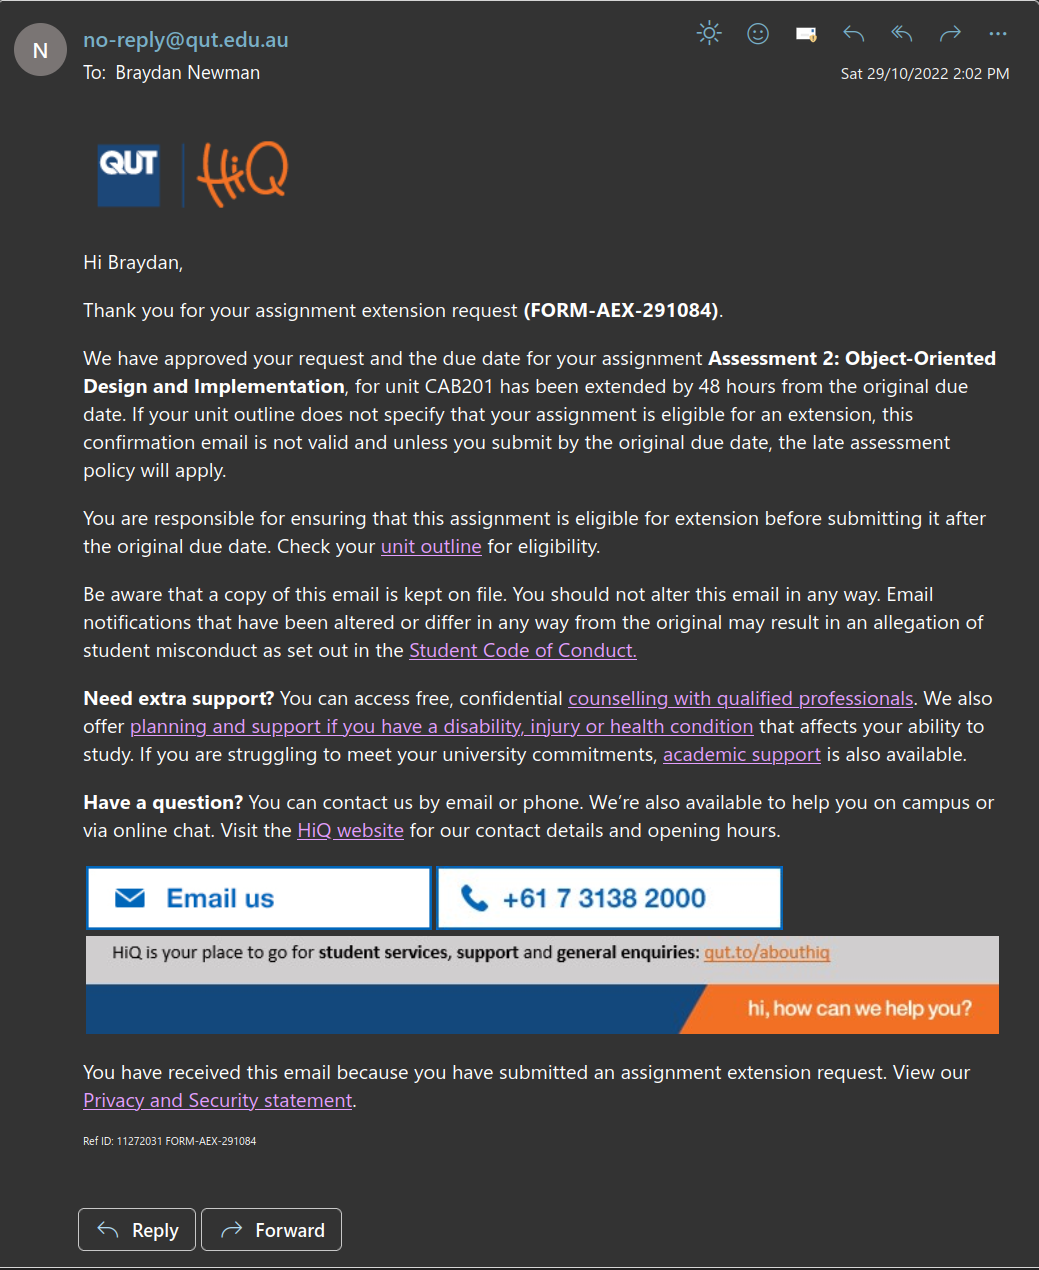 N
no-reply@qut.edu.au
To: Braydan Newman
Sat 29/10/2022 2:02 PM
QUT HiQ
Hi Braydan,
Thank you for your assignment extension request (FORM-AEX-291084).
We have approved your request and the due date for your assignment Assessment 2: Object-Oriented
Design and Implementation, for unit CAB201 has been extended by 48 hours from the original due
date. If your unit outline does not specify that your assignment is eligible for an extension, this
confirmation email is not valid and unless you submit by the original due date, the late assessment
policy will apply.
You are responsible for ensuring that this assignment is eligible for extension before submitting it after
the original due date. Check your unit outline for eligibility.
Be aware that a copy of this email is kept on file. You should not alter this email in any way. Email
notifications that have been altered or differ in any way from the original may result in an allegation of
student misconduct as set out in the Student Code of Conduct.
Need extra support? You can access free, confidential counselling with qualified professionals. We also
offer planning and support if you have a disability, injury or health condition that affects your ability to
study. If you are struggling to meet your university commitments, academic support is also available.
Have a question? You can contact us by email or phone. We’re also available to help you on campus or
via online chat. Visit the HiQ website for our contact details and opening hours.
Email us
+61 7 3138 2000
HiQ is your place to go for student services, support and general enquiries: qut.to/abouthiq
hi, how can we help you?
You have received this email because you have submitted an assignment extension request. View our
Privacy and Security statement.
Ref ID: 11272031 FORM-AEX-291084
Reply
Forward